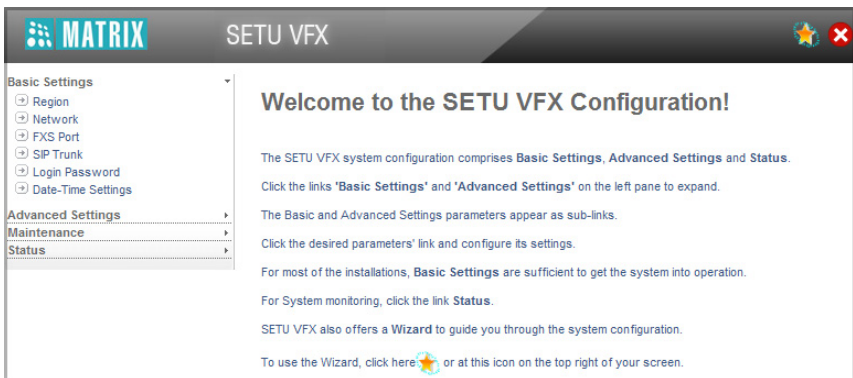 MATRIX SETU VFX
Basic Settings
Region
Network
FXS Port
SIP Trunk
Login Password
Date-Time Settings
Advanced Settings
Maintenance
Status
Welcome to the SETU VFX Configuration!
The SETU VFX system configuration comprises Basic Settings, Advanced Settings and Status.
Click the links 'Basic Settings' and 'Advanced Settings' on the left pane to expand.
The Basic and Advanced Settings parameters appear as sub-links.
Click the desired parameters' link and configure its settings.
For most of the installations, Basic Settings are sufficient to get the system into operation.
For System monitoring, click the link Status.
SETU VFX also offers a Wizard to guide you through the system configuration.
To use the Wizard, click here or at this icon on the top right of your screen.